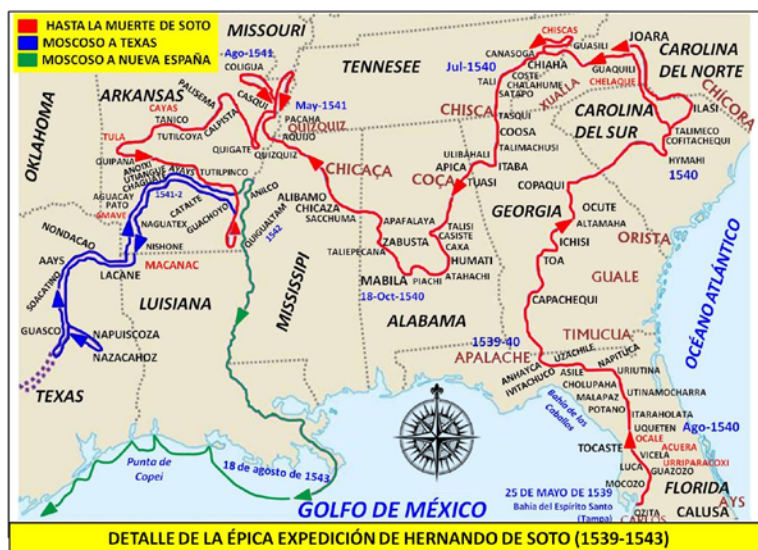 HASTA LA MUERTE DE SOTO
MOSCOSO A TEXAS
MOSCOSO A NUEVA ESPAÑA
MISSOURI
Ago-1541
COLIGUA
TENNESEE
CHISCAS
CANASOGA
GUASILI
JOARA
CAROLINA
DEL NORTE
Jul-1540
CHIAHA
GUAQUILI
CHELAQUE
COSTE
CHALAHUME
TALI
SATAPO
XUALLA
CHÍCORA
ILASI
CAROLINA
DEL SUR
TALIMECO
COFITACHEQUI
HYMAHI
1540
OKLAHOMA
ARKANSAS
PALISEMA
CASQUI
May-1541
CAYAS
TANICO
CALPISTA
PACAHA
QUIZQUIZ
AQUIJO
TULA
TUTILCOYA
QUIGATE
QUIZQUIZ
QUIPANA
ANOIXI
UTIANGUE
AYAYS
TUTILPINCO
CHAGUATE
AGUACAY
PATO
AMAYE
1541-2
CATALTE
GUACHOYO
ANILCO
QUIGUALTAM
1542
CHISCA
TASQUI
COOSA
TALIMACHUSI
ULIBAHALI
APICA
ITABA
COÇA
TUASI
CHICAÇA
ALIBAMO
CHICAZA
SACCHUMA
APAFALAYA
TALISI
ZABUSTA
CASISTE
CAXA
TALIEPECANA
HUMATI
MABILA
PIACHI
ATAHACHI
18-Oct-1540
COPAQUI
GEORGIA
OCUTE
ALTAMAHA
ICHISI
TOA
ORISTA
GUALE
CAPACHEQUI
TIMUCUA
NONDACAO
NAGUATEX
NISHONE
AAYS
LACANE
MACANAC
SOACATINO
GUASCO
NAPUISCOZA
NAZACAHOZ
TEXAS
LUISIANA
MISSISSIPI
ALABAMA
1539-40
APALACHE
ANHAYCA
IVITACHUCO
UZACHILE
ASILE
NAPITUCA
URIUTINA
CHOLUPAHA
MALAPAZ
POTANO
UTINAMOCHARRA
ITARAHOLATA
UQUETEN
Ago-1540
Bahía de los
Caballos
OCALE
ACUERA
TOCASTE
VICELA
URRIPARACOXI
LUCA
GUAZOZO
MOCOZO
FLORIDA
OZITA
AYS
CARLOS
CALUSA
OCÉANO ATLÁNTICO
25 DE MAYO DE 1539
Bahía del Espíritu Santo
(Tampa)
Punta de
Copei
18 de agosto de 1543
GOLFO DE MÉXICO
DETALLE DE LA ÉPICA EXPEDICIÓN DE HERNANDO DE SOTO (1539-1543)